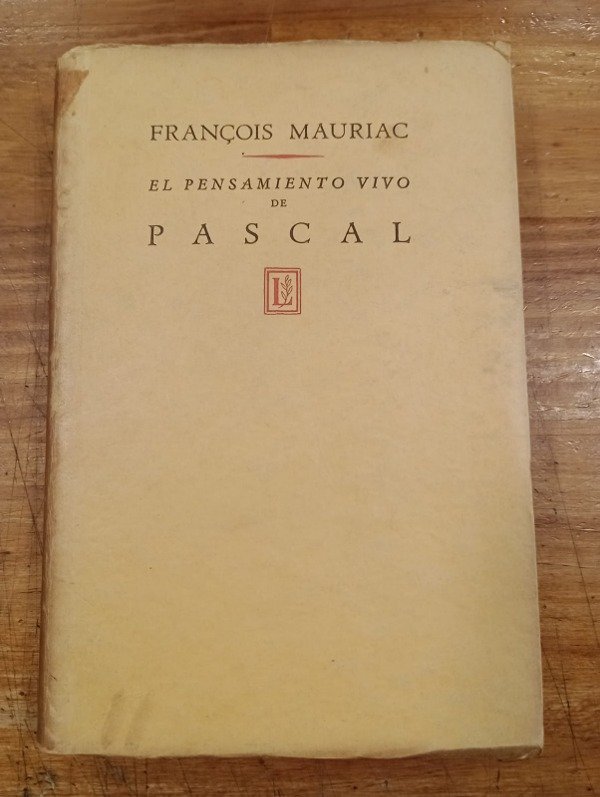 FRANÇOIS MAURIAC
EL PENSAMIENTO VIVO
DE
PASCAL
L